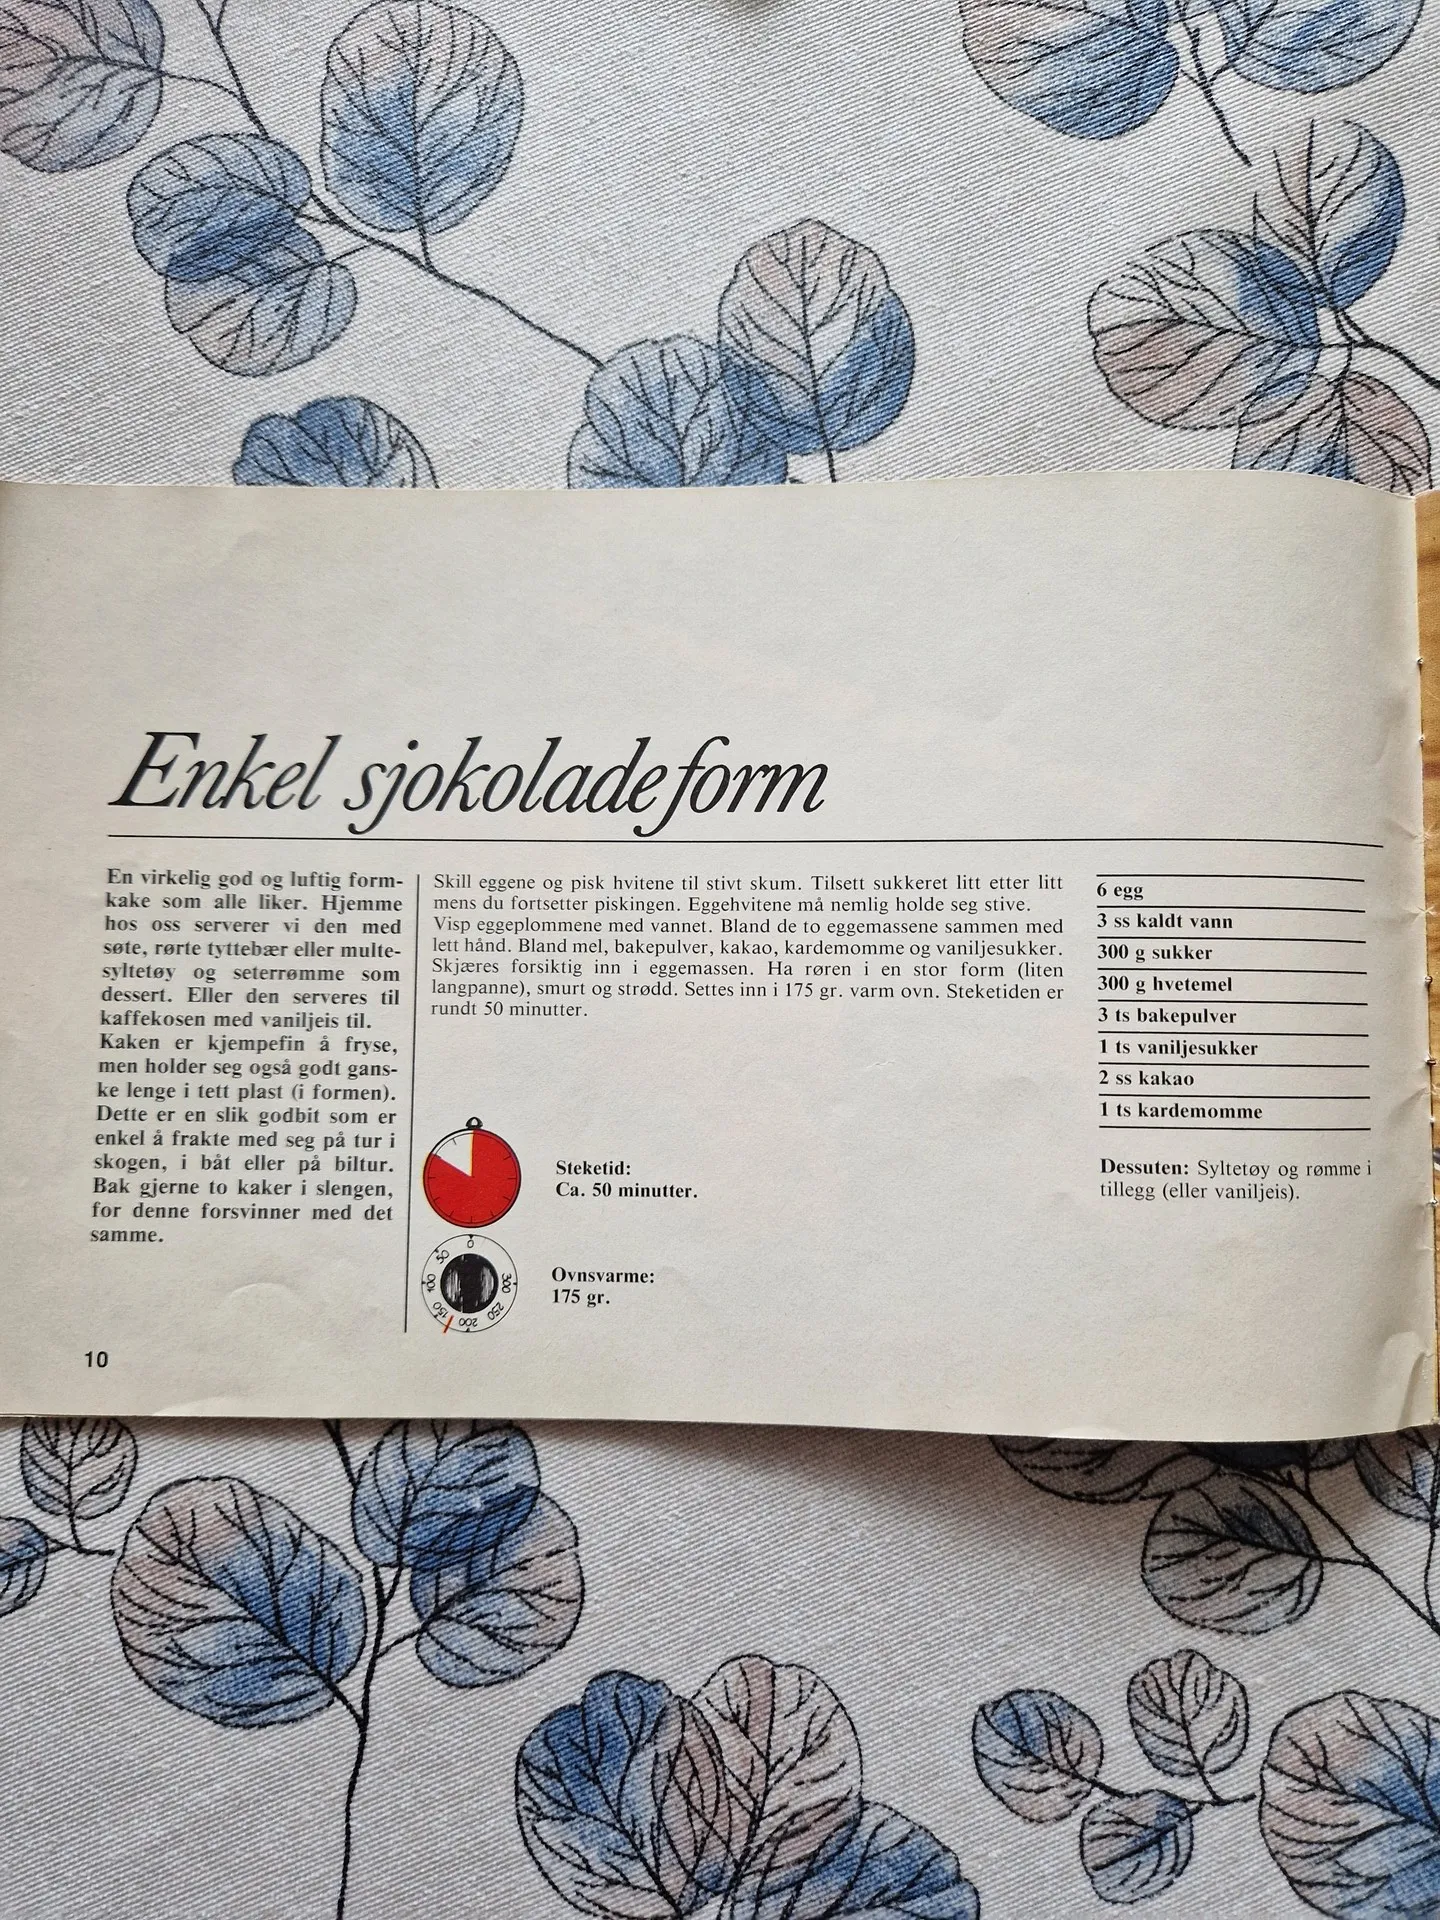 Enkel sjokoladeform
En virkelig god og luftig form-
kake som alle liker. Hjemme
hos oss serverer vi den med
søte, rørte tyttebær eller multe-
syltetøy og seterrømme som
dessert. Eller den serveres til
kaffekosen med vaniljeis til.
Kaken er kjempefin å fryse,
men holder seg også godt gans-
ke lenge i tett plast (i formen).
Dette er en slik godbit som er
enkel å frakte med seg på tur i
skogen, i båt eller på biltur.
Bak gjerne to kaker i slengen,
for denne forsvinner med det
samme.
Skill eggene og pisk hvitene til stivt skum. Tilsett sukkeret litt etter litt
mens du fortsetter piskingen. Eggehvitene må nemlig holde seg stive.
Visp eggeplommene med vannet. Bland de to eggemassene sammen med
lett hånd. Bland mel, bakepulver, kakao, kardemomme og vaniljesukker.
Skjæres forsiktig inn i eggemassen. Ha røren i en stor form (liten
langpanne), smurt og strødd. Settes inn i 175 gr. varm ovn. Steketiden er
rundt 50 minutter.
Steketid:
Ca. 50 minutter.
0
50
100
150
200
250
300
Ovnsvarme:
175 gr.
6 egg
3 ss kaldt vann
300 g sukker
300 g hvetemel
3 ts bakepulver
1 ts vaniljesukker
2 ss kakao
1 ts kardemomme
Dessuten: Syltetøy og rømme i
tillegg (eller vaniljeis).
10